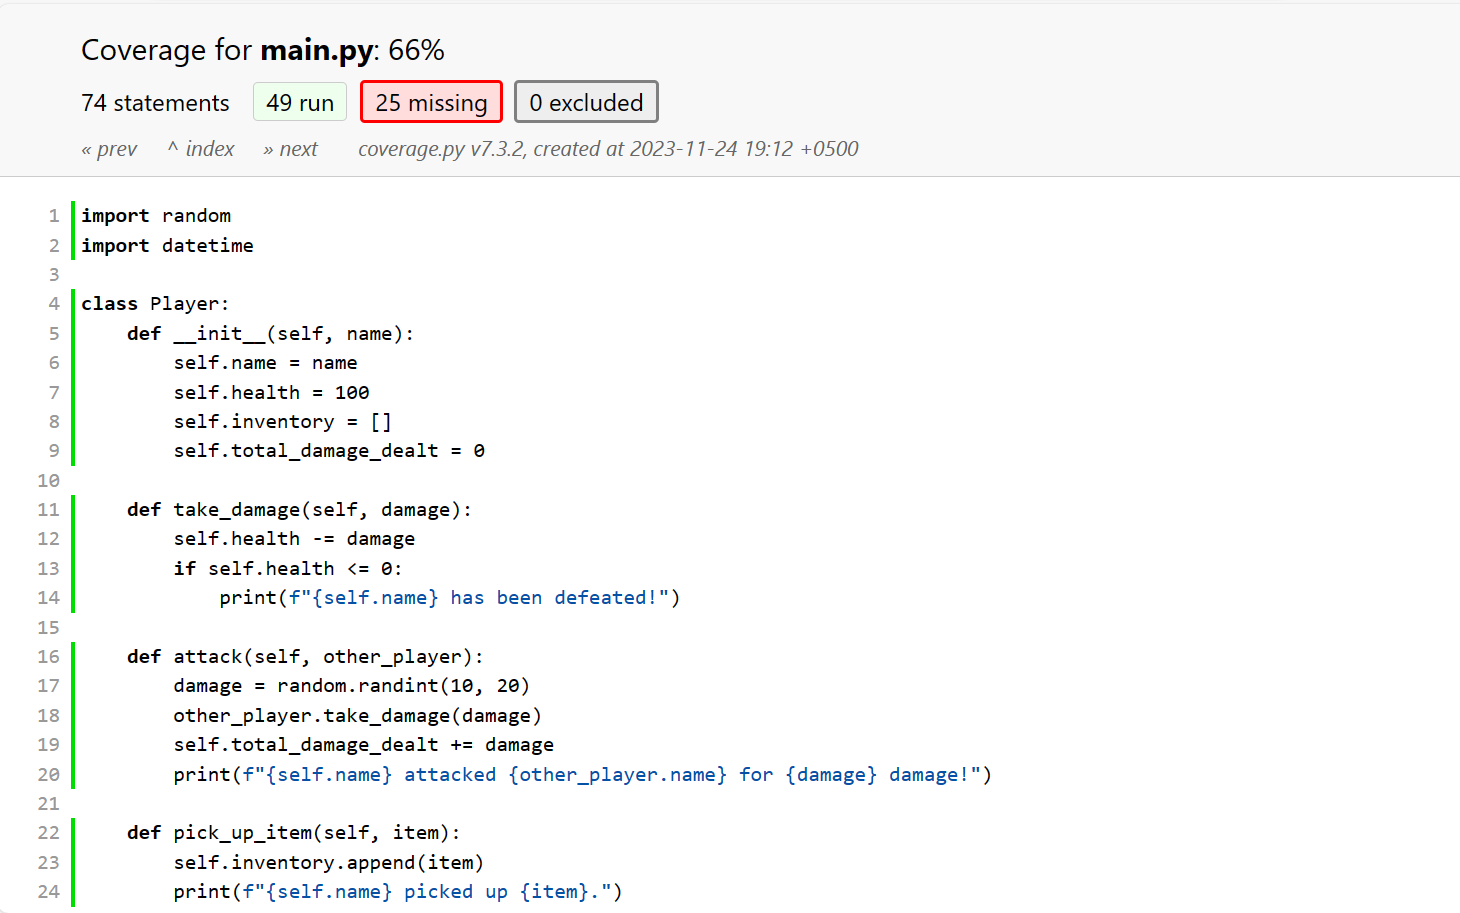 Coverage for main.py: 66%
74 statements 49 run 25 missing 0 excluded
« prev ^ index » next coverage.py v7.3.2, created at 2023-11-24 19:12 +0500
1 import random
2 import datetime
3
4 class Player:
5     def __init__(self, name):
6         self.name = name
7         self.health = 100
8         self.inventory = []
9         self.total_damage_dealt = 0
10
11     def take_damage(self, damage):
12         self.health -= damage
13         if self.health <= 0:
14             print(f"{self.name} has been defeated!")
15
16     def attack(self, other_player):
17         damage = random.randint(10, 20)
18         other_player.take_damage(damage)
19         self.total_damage_dealt += damage
20         print(f"{self.name} attacked {other_player.name} for {damage} damage!")
21
22     def pick_up_item(self, item):
23         self.inventory.append(item)
24         print(f"{self.name} picked up {item}.")